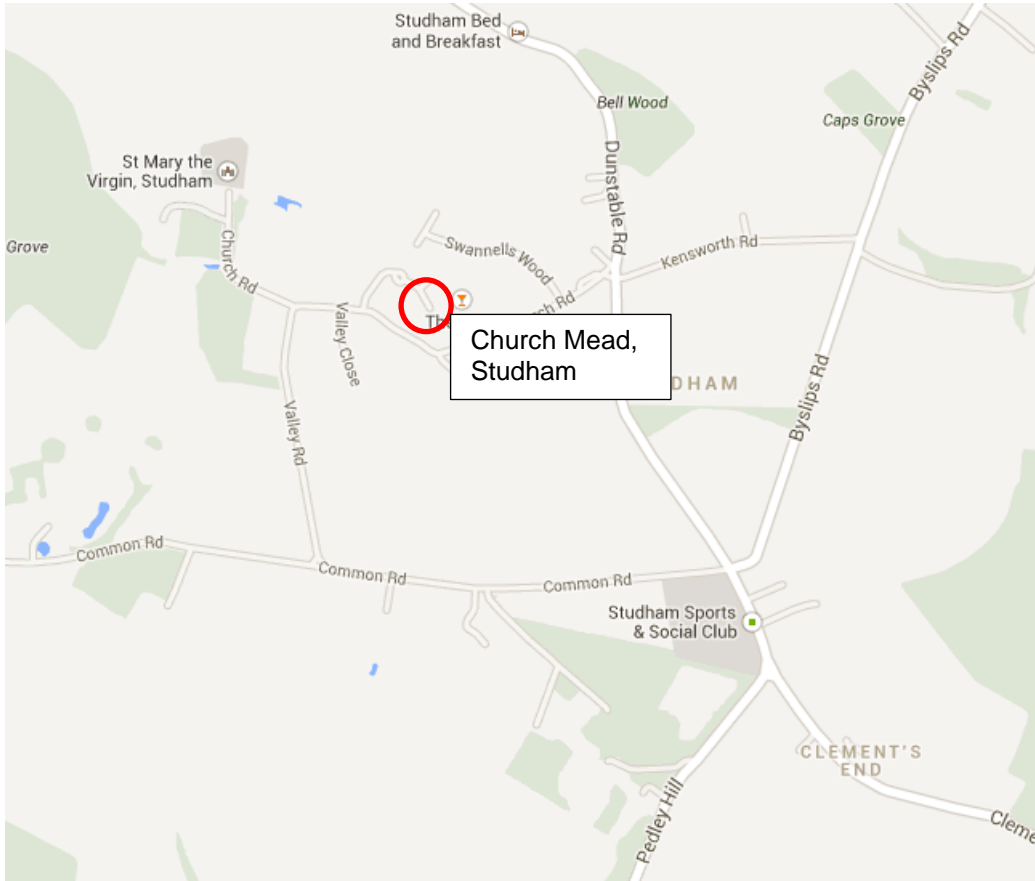 Studham Bed
and Breakfast
Byslips Rd
Bell Wood
Caps Grove
St Mary the
Virgin, Studham
Dunstable Rd
Grove
Church Rd
Swannells Wood
Kensworth Rd
Valley Close
Church Mead,
Studham
Byslips Rd
Valley Rd
Common Rd
Common Rd
Common Rd
Studham Sports
& Social Club
CLEMENT'S
END
Pedley Hill